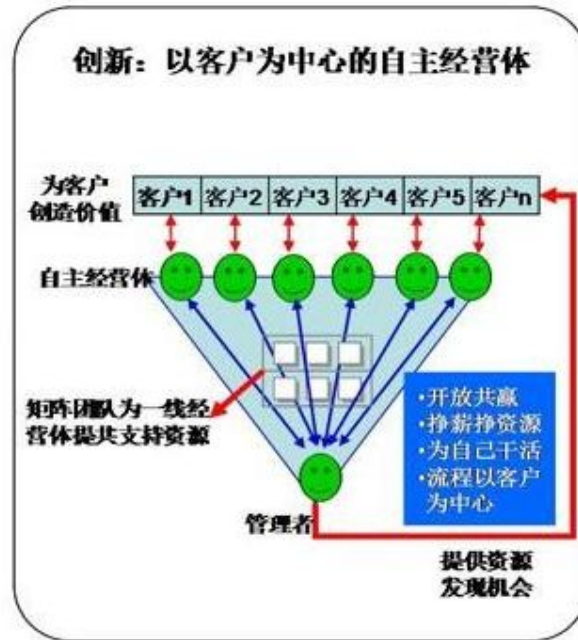 创新：以客户为中心的自主经营体
为客户
创造价值
客户1 客户2 客户3 客户4 客户5 客户n
自主经营体
矩阵团队为一线经
营体提共支持资源
•开放共赢
•挣薪挣资源
•为自己干活
•流程以客户
为中心
管理者
提供资源
发现机会